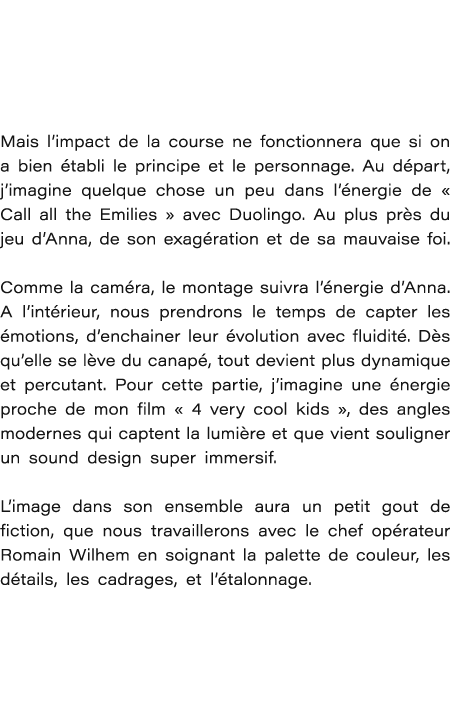 Mais l'impact de la course ne fonctionnera que si on
a bien établi le principe et le personnage. Au départ,
j'imagine quelque chose un peu dans l'énergie de «
Call all the Emilies » avec Duolingo. Au plus près du
jeu d'Anna, de son exagération et de sa mauvaise foi.

Comme la caméra, le montage suivra l'énergie d'Anna.
A l'intérieur, nous prendrons le temps de capter les
émotions, d'enchainer leur évolution avec fluidité. Dès
qu'elle se lève du canapé, tout devient plus dynamique
et percutant. Pour cette partie, j'imagine une énergie
proche de mon film « 4 very cool kids », des angles
modernes qui captent la lumière et que vient souligner
un sound design super immersif.

L'image dans son ensemble aura un petit gout de
fiction, que nous travaillerons avec le chef opérateur
Romain Wilhem en soignant la palette de couleur, les
détails, les cadrages, et l'étalonnage.